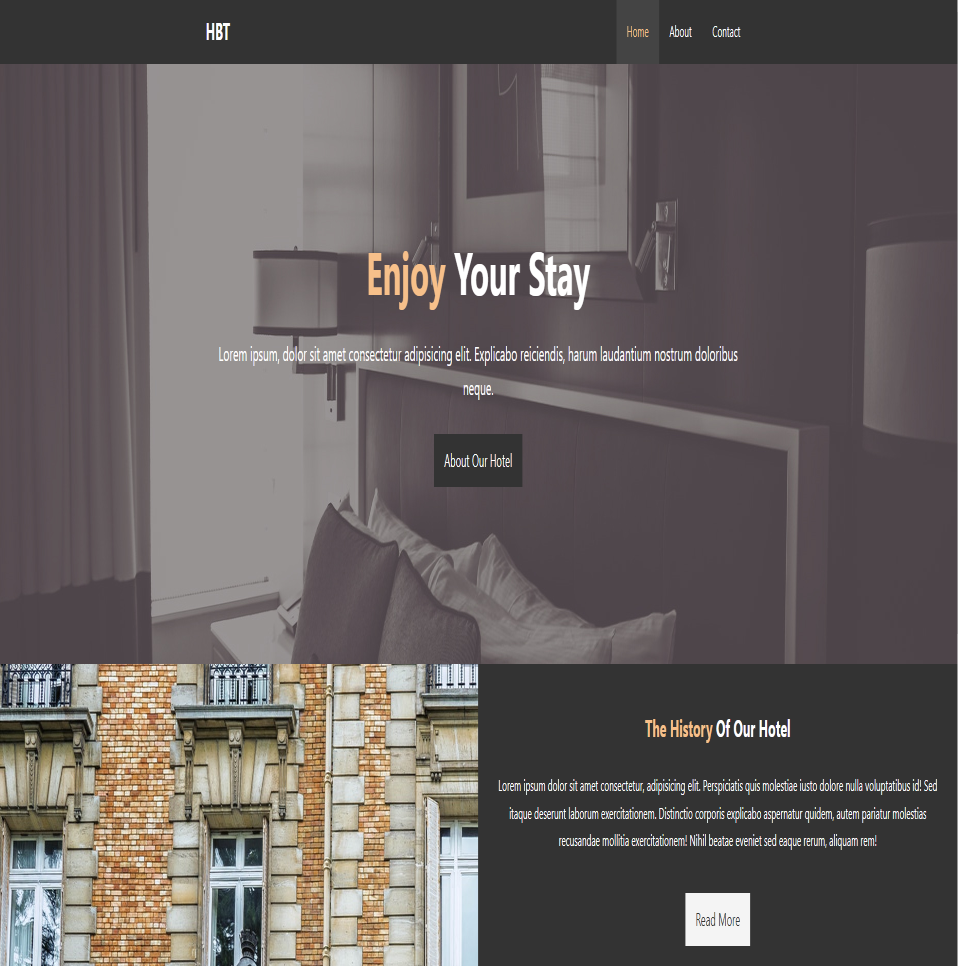 HBT
Home About Contact
Enjoy Your Stay
Lorem ipsum, dolor sit amet consectetur adipisicing elit. Explicabo reiciendis, harum laudantium nostrum doloribus
neque.
About Our Hotel
The History Of Our Hotel
Lorem ipsum dolor sit amet consectetur, adipisicing elit. Perspiciatis quis molestiae iusto dolore nulla voluptatibus id! Sed
itaque deserunt laborum exercitationem. Distinctio corporis explicabo aspernatur quidem, autem pariatur molestias
recusandae mollitia exercitationem! Nihil beatae eveniet sed eaque rerum, aliquam rem!
Read More